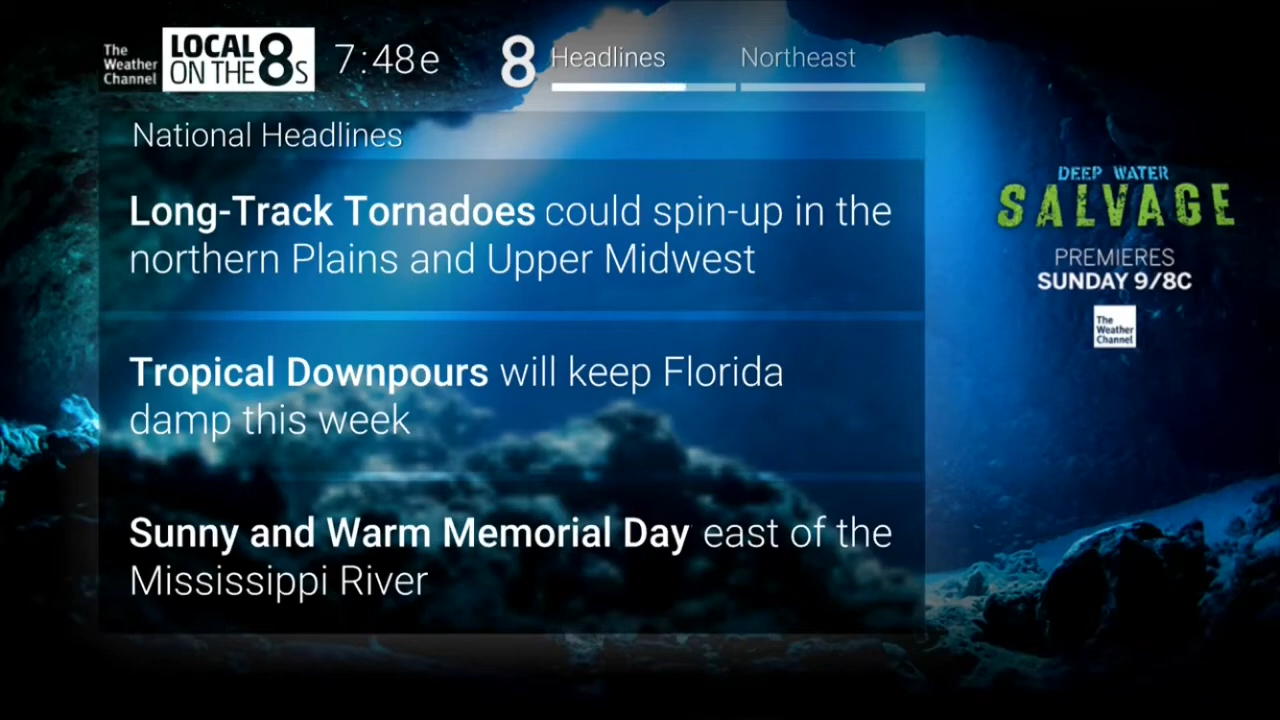 The
Weather
Channel
LOCAL
ON THE 8s
7:48e
8
Headlines
Northeast
National Headlines
Long-Track Tornadoes could spin-up in the
northern Plains and Upper Midwest
Tropical Downpours will keep Florida
damp this week
Sunny and Warm Memorial Day east of the
Mississippi River
DEEP WATER
SALVAGE
PREMIERES
SUNDAY 9/8C
The
Weather
Channel